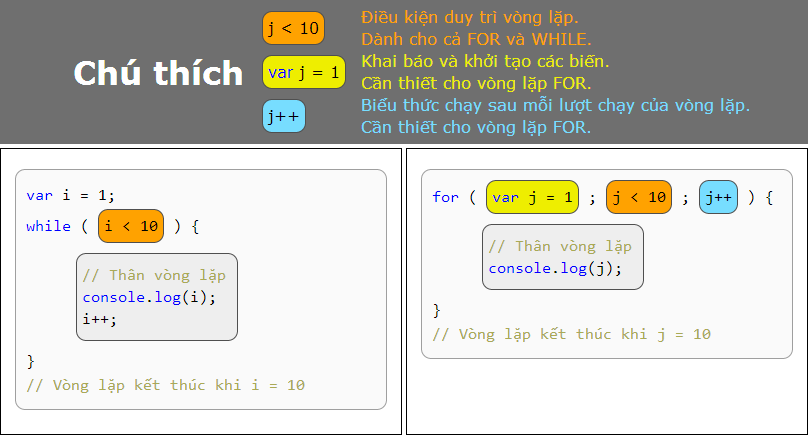 Chú thích
j < 10
Điều kiện duy trì vòng lặp.
Dành cho cả FOR và WHILE.
var j = 1
Khai báo và khởi tạo các biến.
Cần thiết cho vòng lặp FOR.
j++
Biểu thức chạy sau mỗi lượt chạy của vòng lặp.
Cần thiết cho vòng lặp FOR.
var i = 1;
while ( i < 10 ) {
// Thân vòng lặp
console.log(i);
i++;
}
// Vòng lặp kết thúc khi i = 10
for ( var j = 1 ; j < 10 ; j++ ) {
// Thân vòng lặp
console.log(j);
}
// Vòng lặp kết thúc khi j = 10